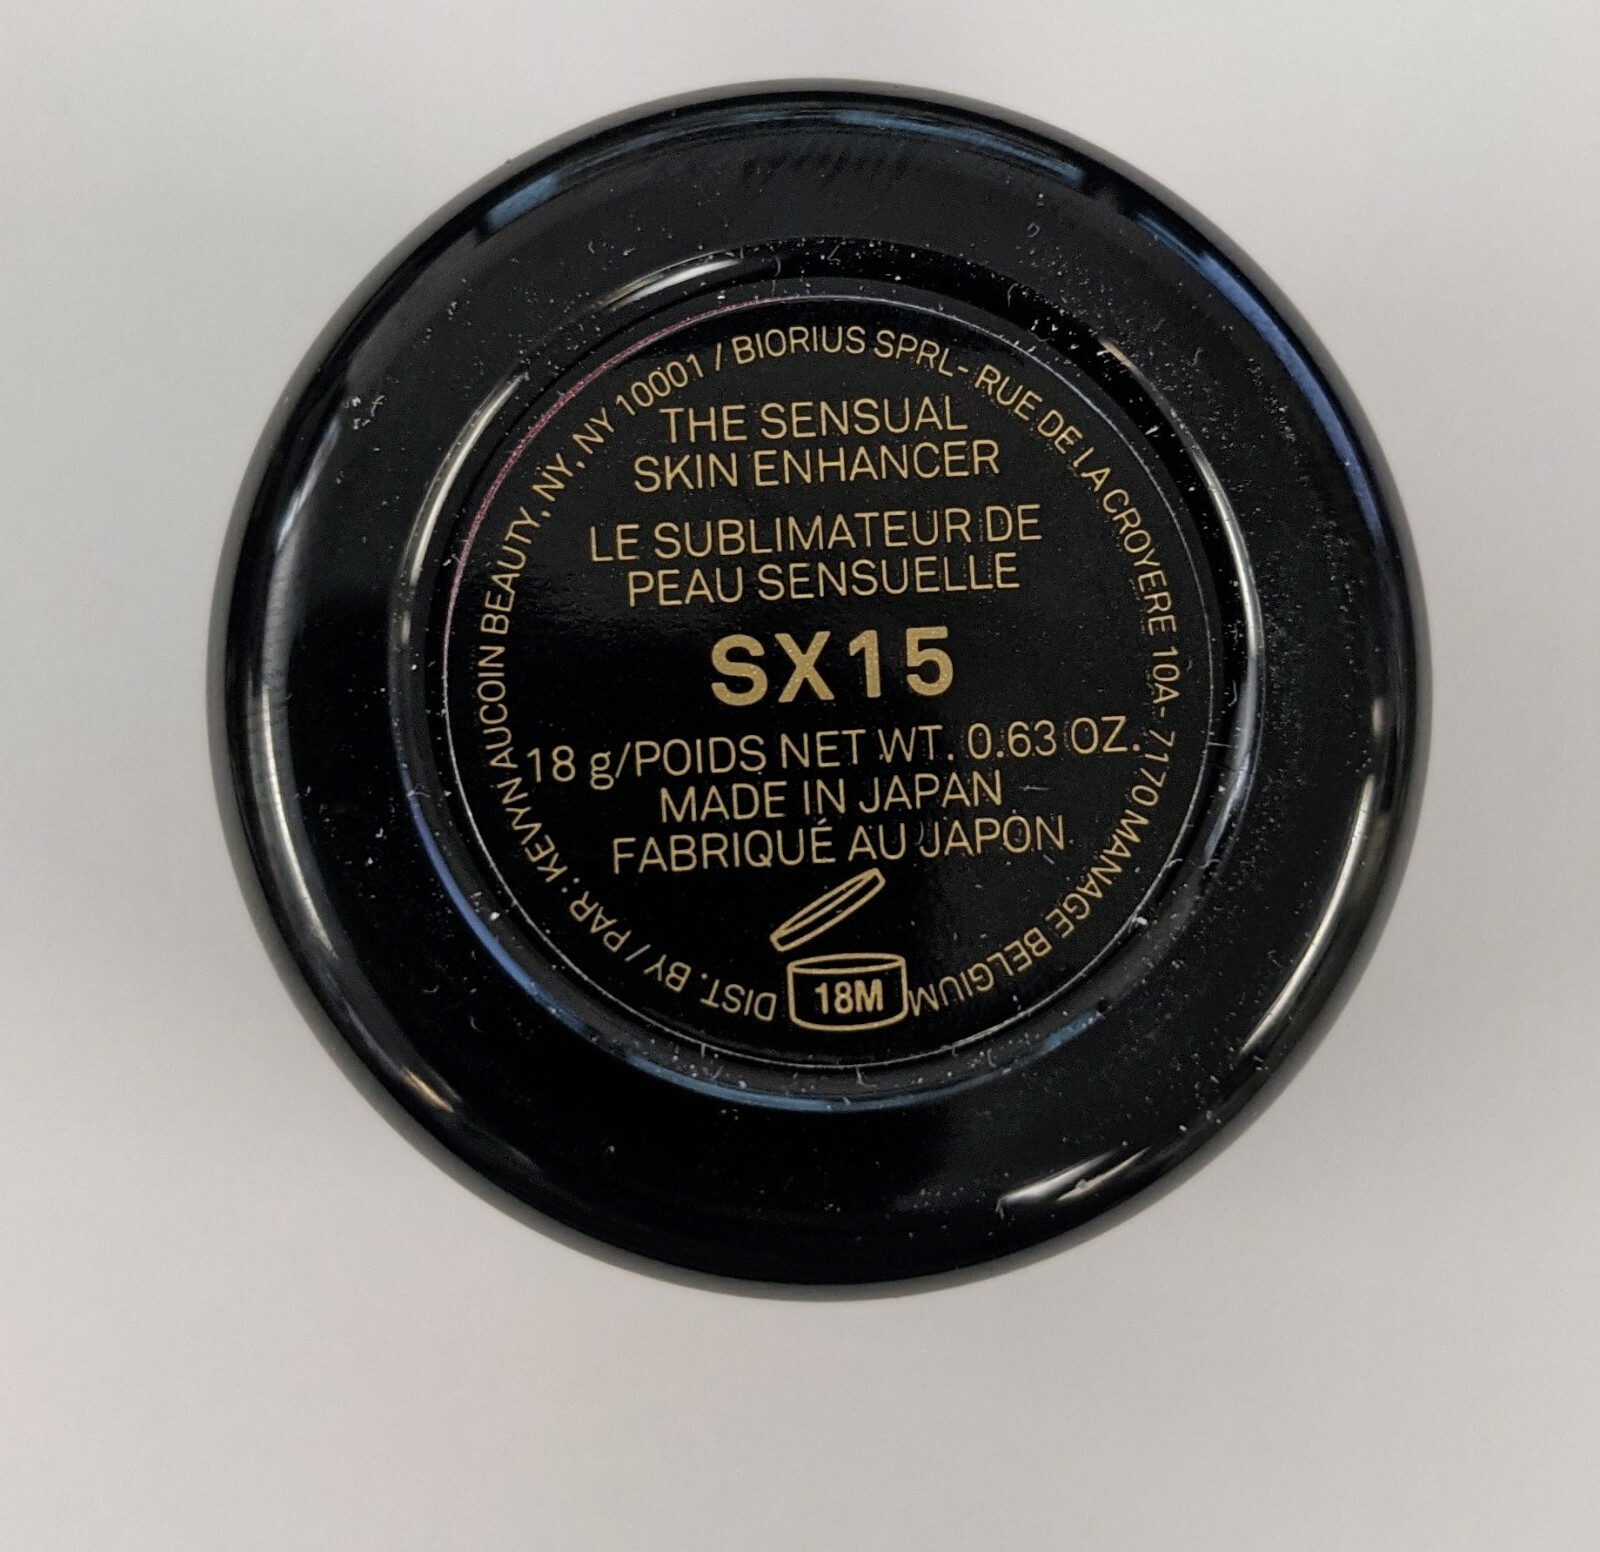 THE SENSUAL
SKIN ENHANCER
LE SUBLIMATEUR DE
PEAU SENSUELLE
SX15
18 g/POIDS NET WT. 0.63 OZ.
MADE IN JAPAN
FABRIQUÉ AU JAPON
18M
DIST. BY / PAR : KEVYN AUCOIN BEAUTY, NY, NY 10001 / BIORIUS SPRL- RUE DE LA CROYERE 10A - 7170 MANAGE BELGIUM